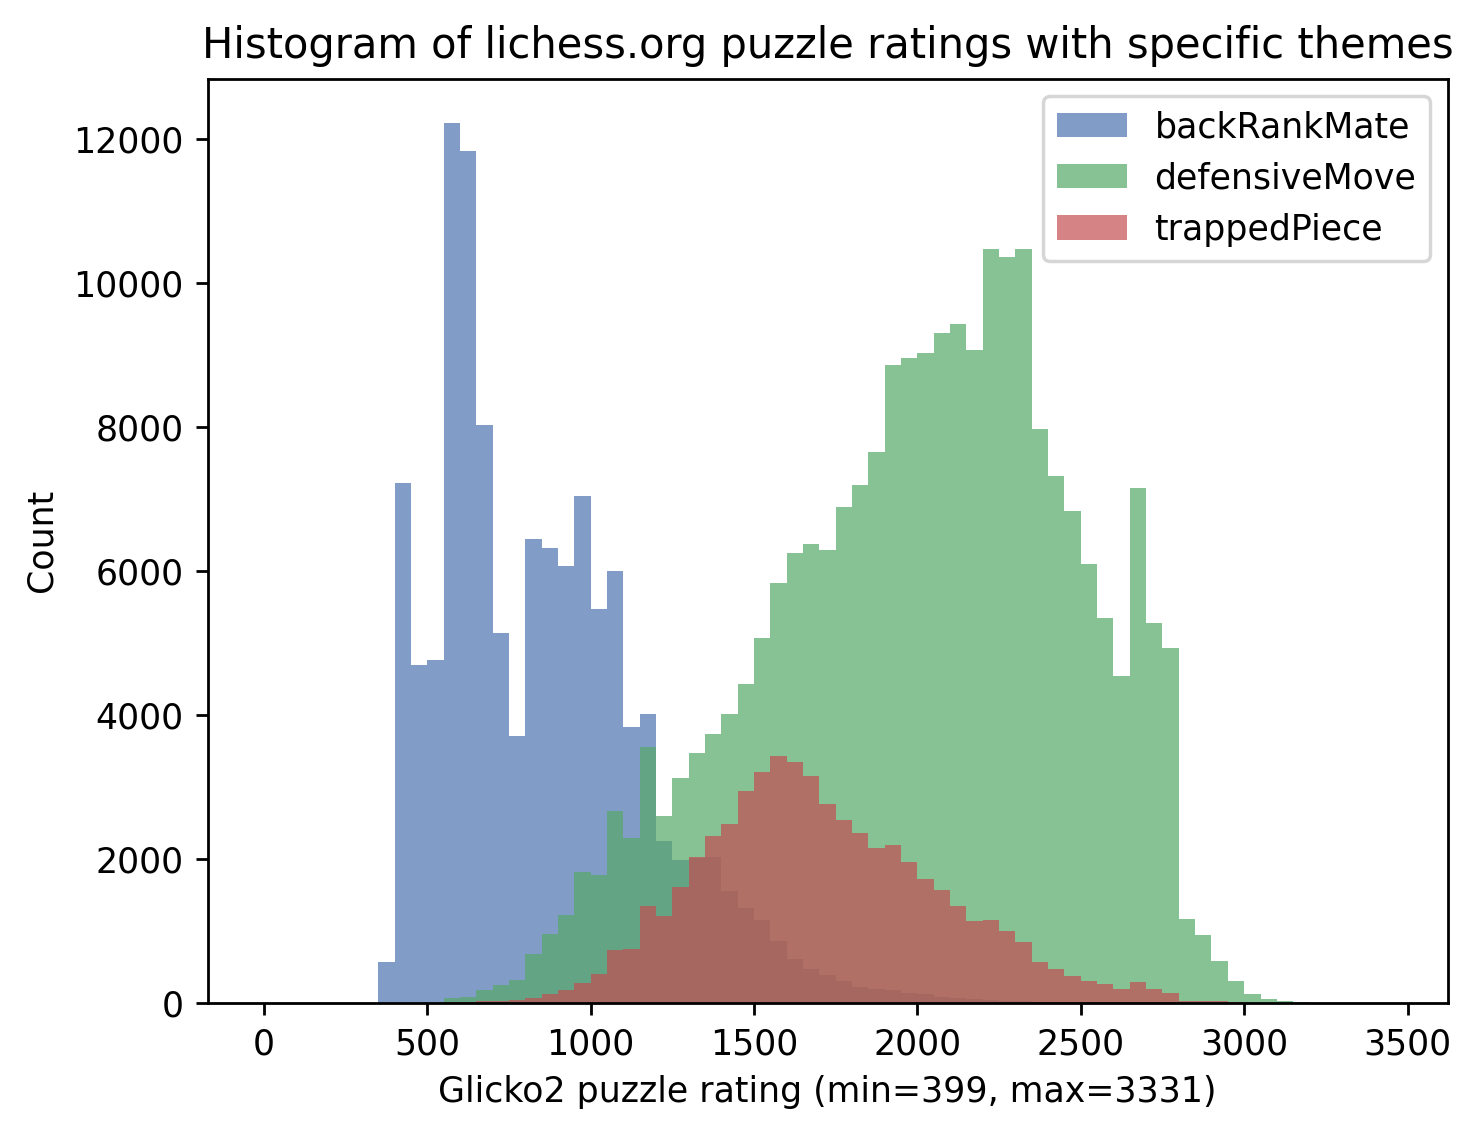 Histogram of lichess.org puzzle ratings with specific themes
backRankMate
defensiveMove
trappedPiece
12000
10000
8000
6000
4000
2000
0
Count
0 500 1000 1500 2000 2500 3000 3500
Glicko2 puzzle rating (min=399, max=3331)